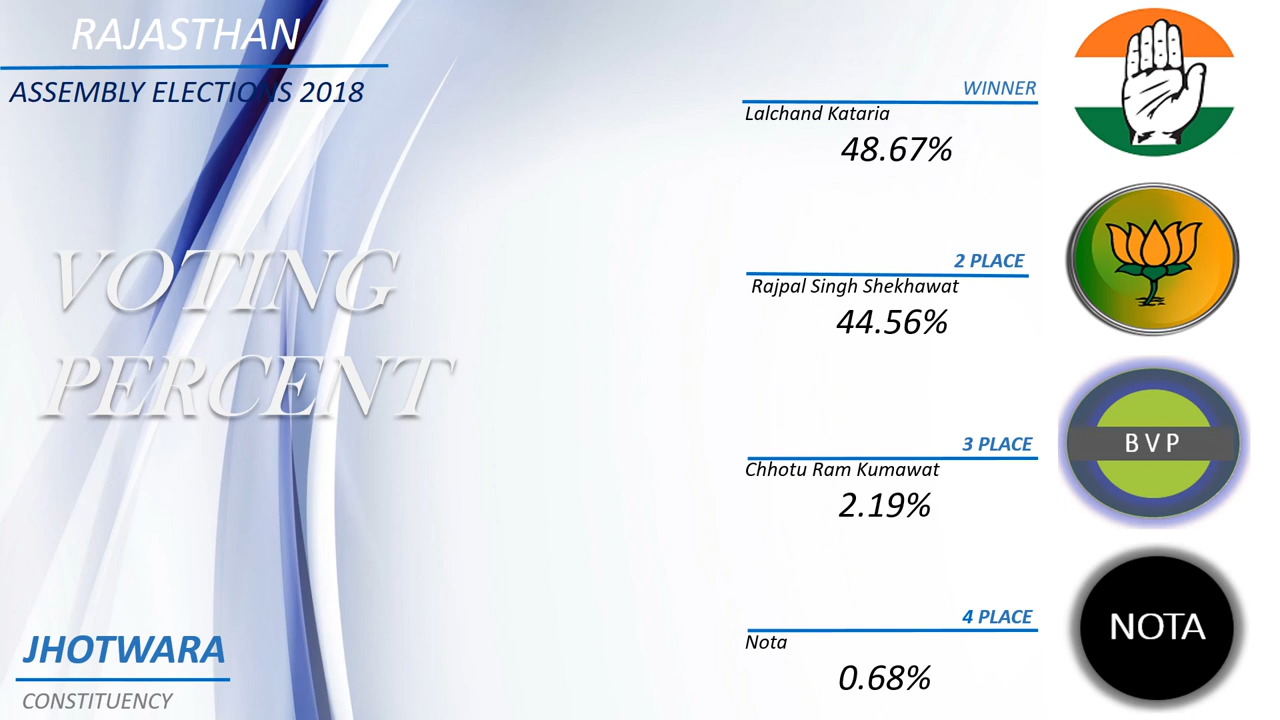 RAJASTHAN
ASSEMBLY ELECTIONS 2018
VOTING
PERCENT
JHOTWARA
CONSTITUENCY
WINNER
Lalchand Kataria
48.67%
2 PLACE
Rajpal Singh Shekhawat
44.56%
3 PLACE
Chhotu Ram Kumawat
2.19%
BVP
4 PLACE
Nota
0.68%
NOTA